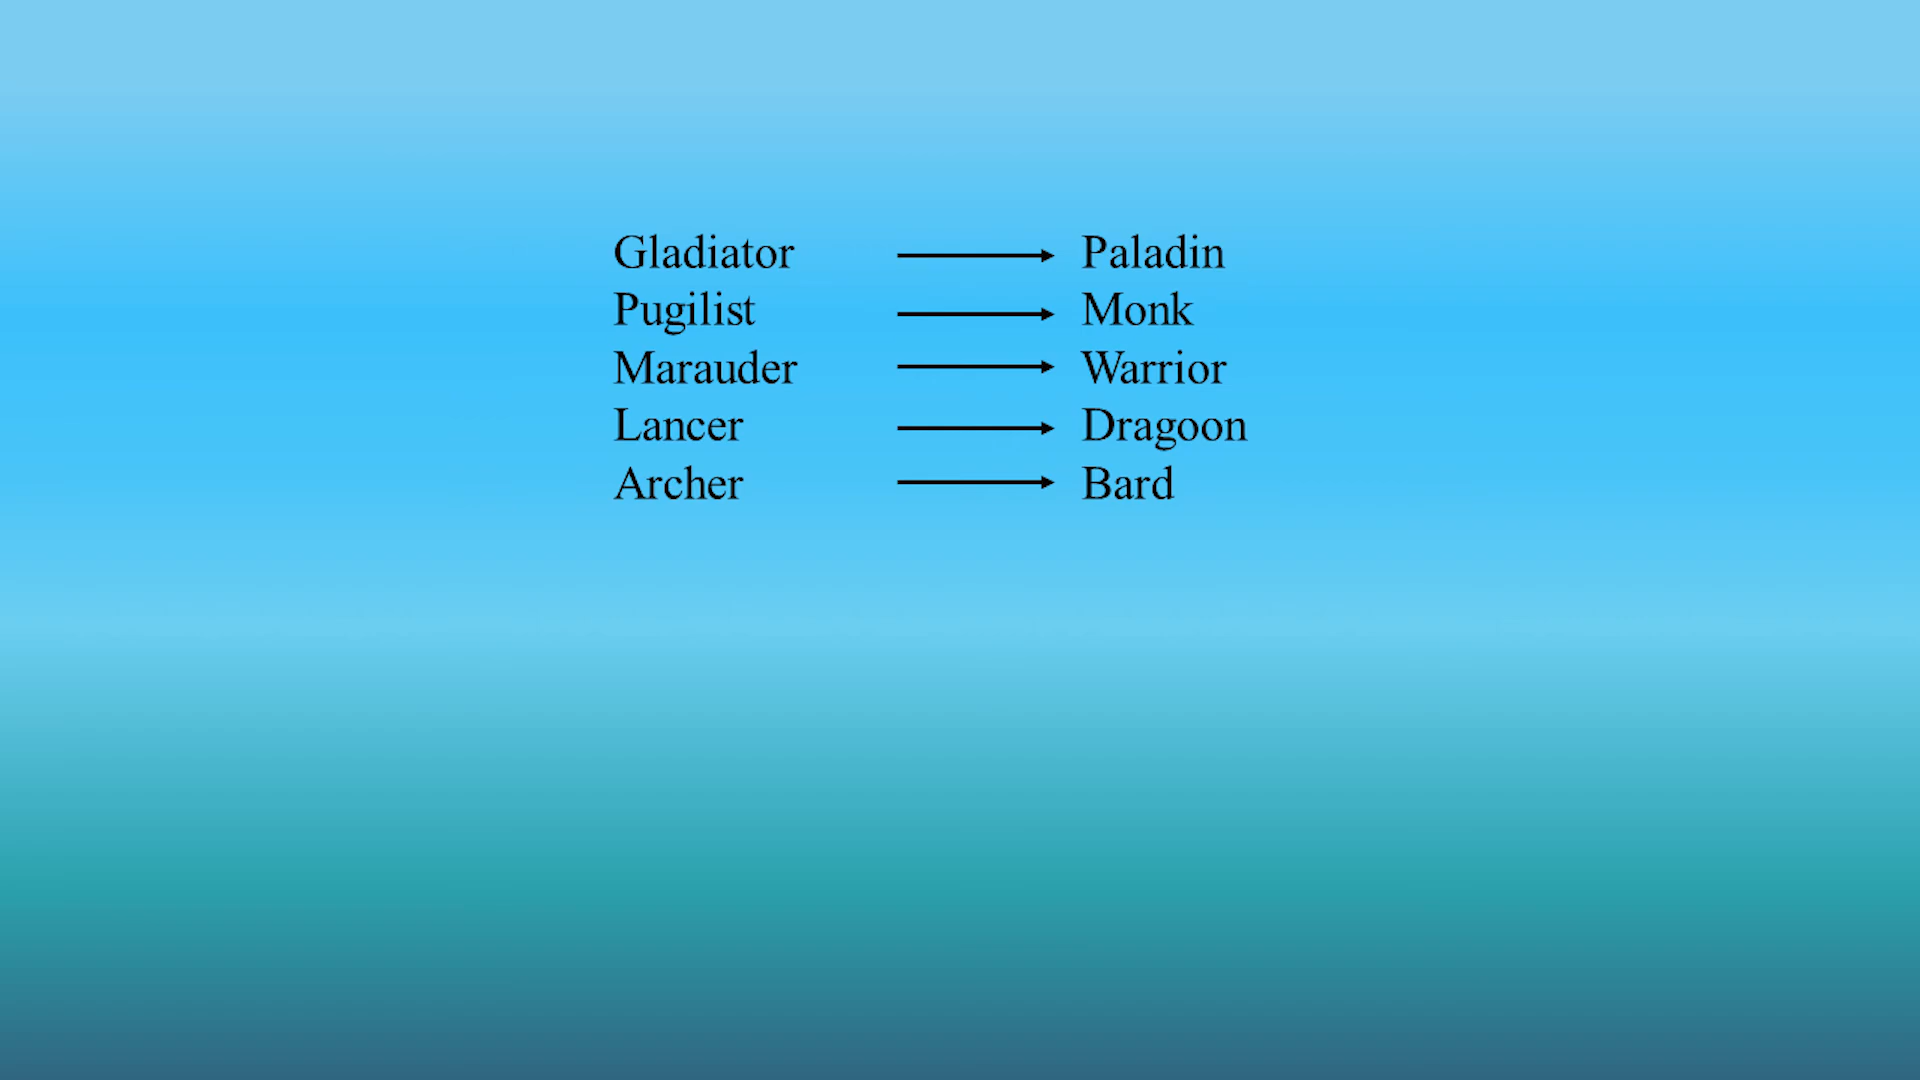 Gladiator Paladin
Pugilist Monk
Marauder Warrior
Lancer Dragoon
Archer Bard